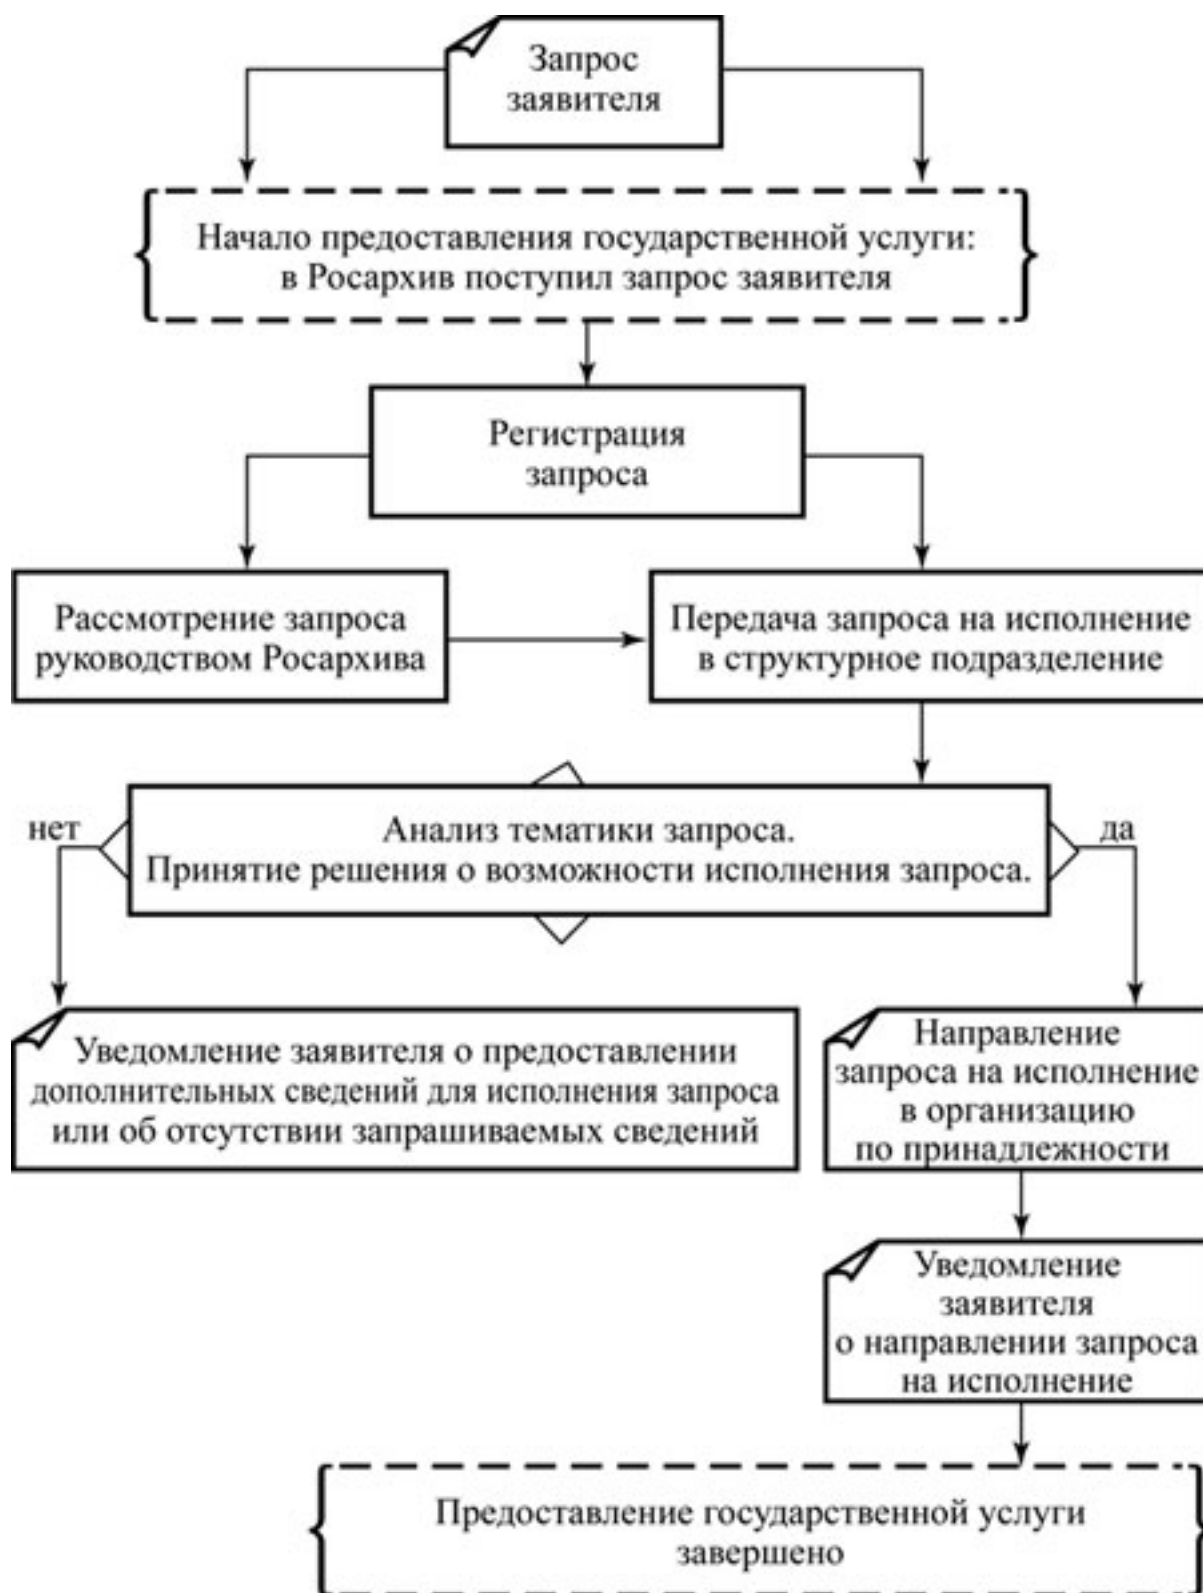 Запрос
заявителя
Начало предоставления государственной услуги:
в Росархив поступил запрос заявителя
Регистрация
запроса
Рассмотрение запроса
руководством Росархива
Передача запроса на исполнение
в структурное подразделение
нет
Анализ тематики запроса.
Принятие решения о возможности исполнения запроса.
да
Уведомление заявителя о предоставлении
дополнительных сведений для исполнения запроса
или об отсутствии запрашиваемых сведений
Направление
запроса на исполнение
в организацию
по принадлежности
Уведомление
заявителя
о направлении запроса
на исполнение
Предоставление государственной услуги
завершено